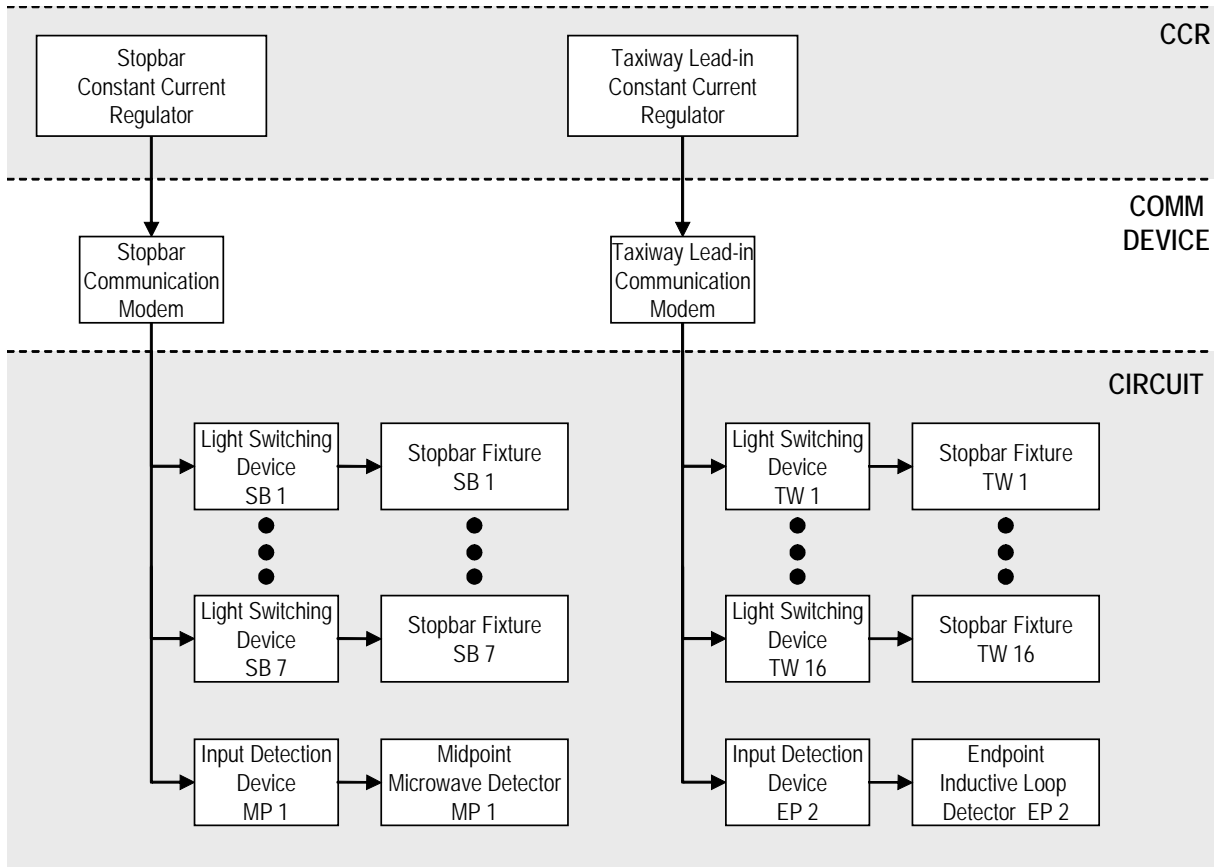 CCR
Stopbar
Constant Current
Regulator
Taxiway Lead-in
Constant Current
Regulator
COMM
DEVICE
Stopbar
Communication
Modem
Taxiway Lead-in
Communication
Modem
CIRCUIT
Light Switching
Device
SB 1
Stopbar Fixture
SB 1
Light Switching
Device
TW 1
Stopbar Fixture
TW 1
Light Switching
Device
SB 7
Stopbar Fixture
SB 7
Light Switching
Device
TW 16
Stopbar Fixture
TW 16
Input Detection
Device
MP 1
Midpoint
Microwave Detector
MP 1
Input Detection
Device
EP 2
Endpoint
Inductive Loop
Detector EP 2